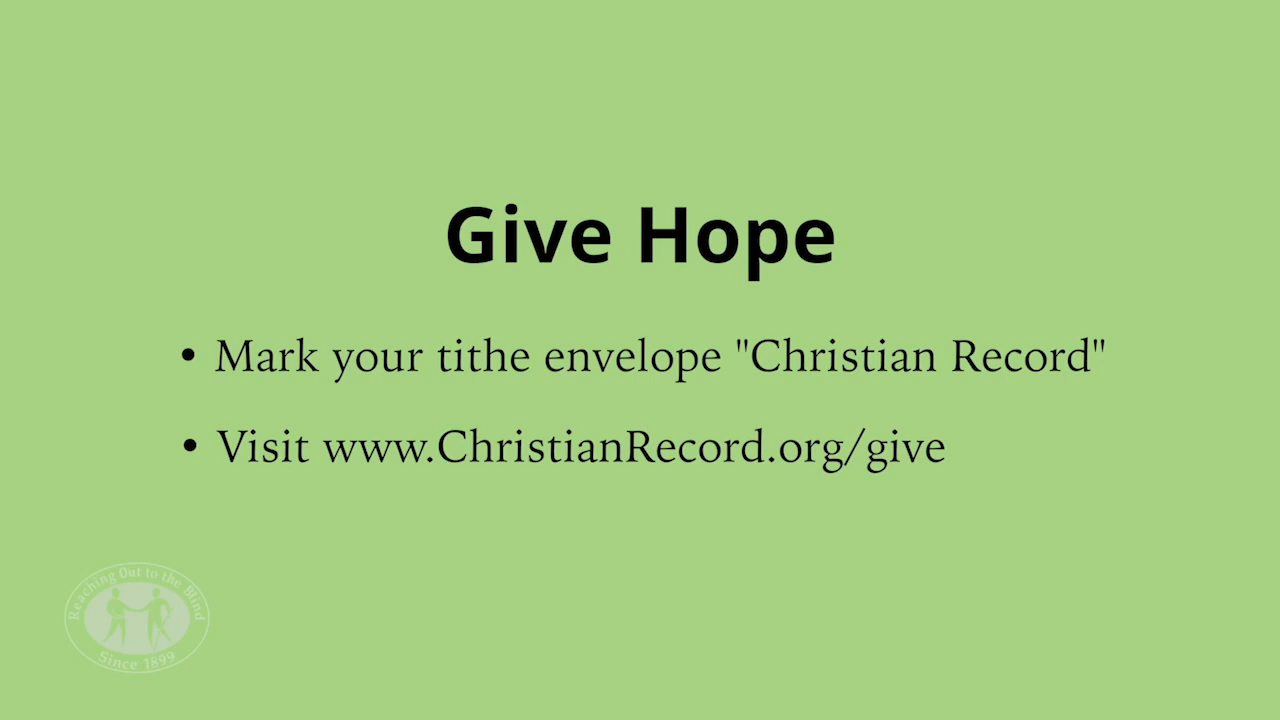 Give Hope
• Mark your tithe envelope "Christian Record"
• Visit www.ChristianRecord.org/give
Reaching Out to the Blind
Since 1899